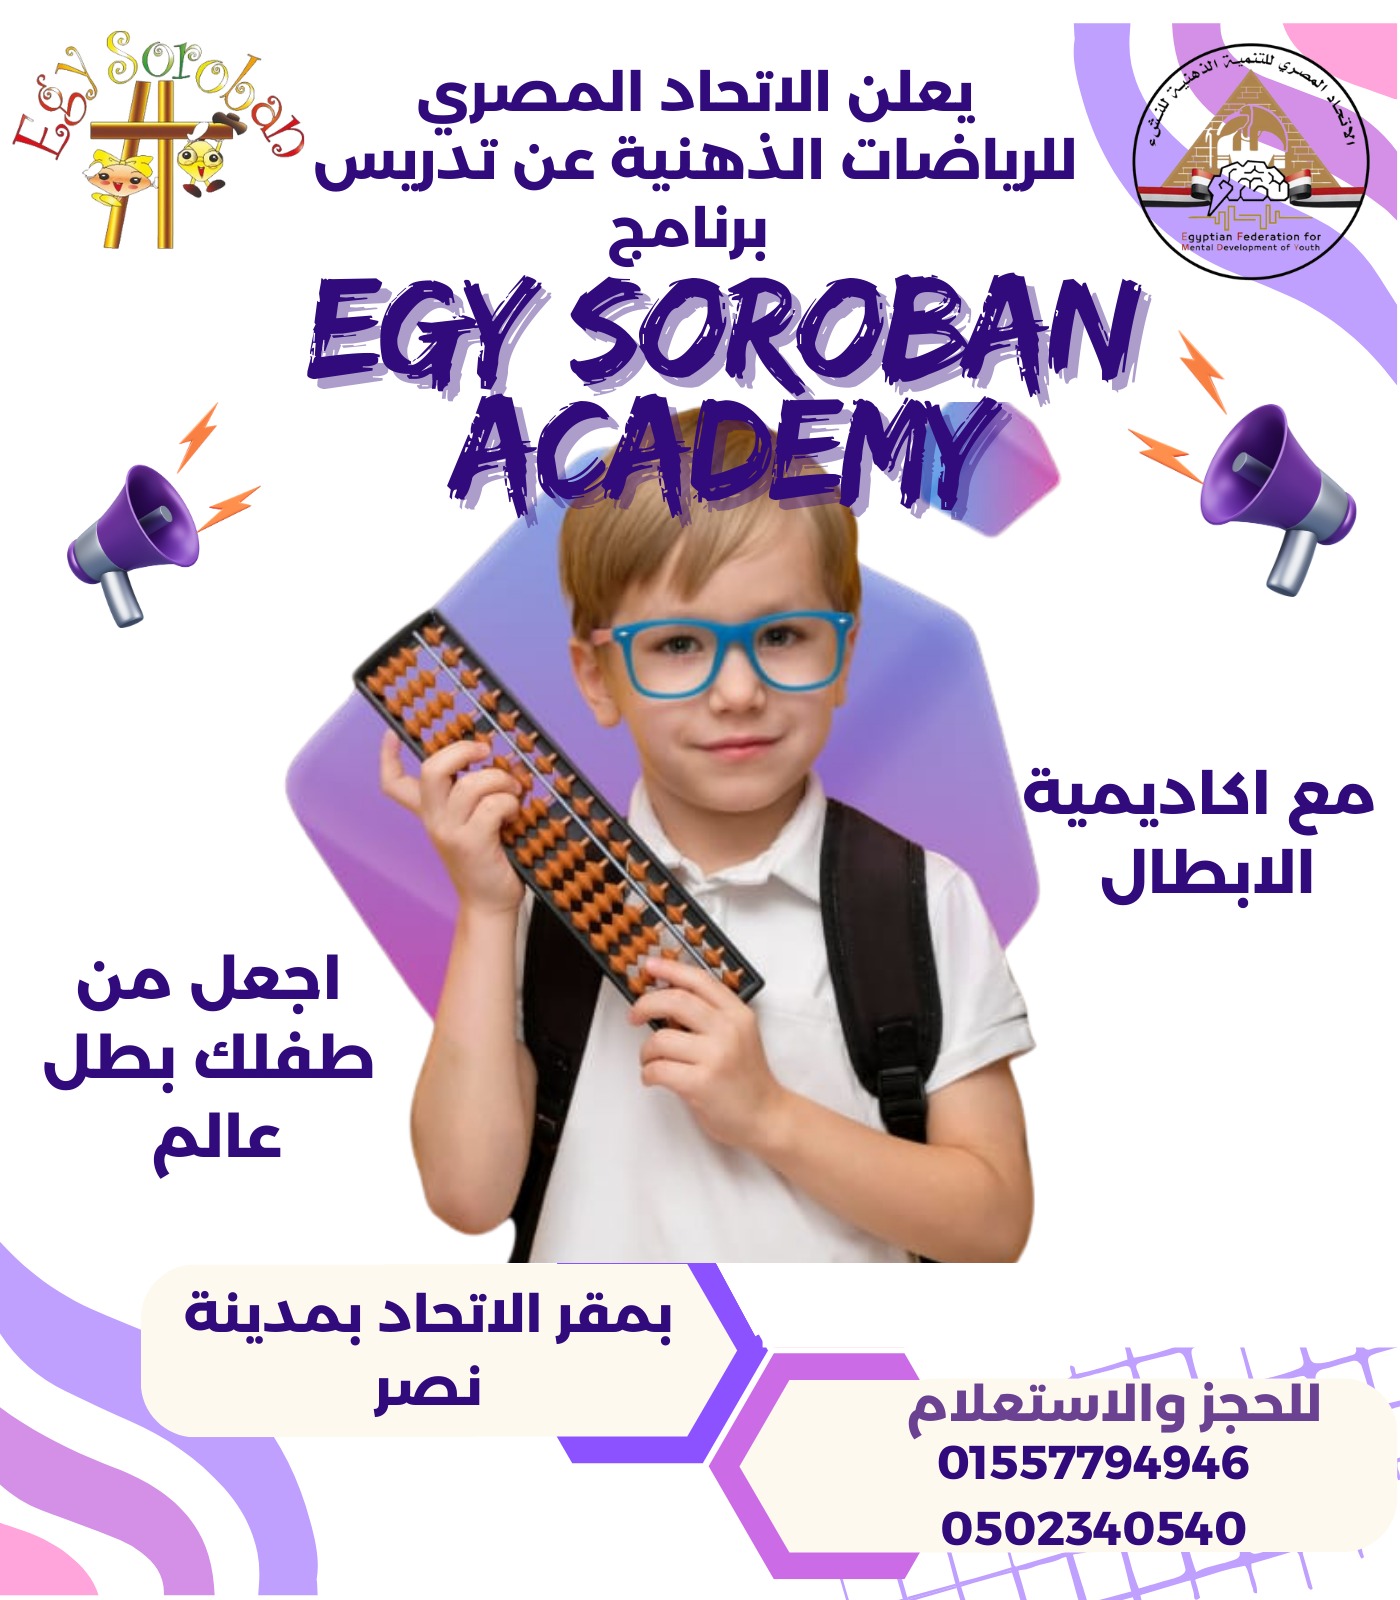 Egy Soroban
الاتحاد المصري للتنمية الذهنية للنشء
Egyptian Federation for
Mental Development of Youth
يعلن الاتحاد المصري
للرياضات الذهنية عن تدريس
برنامج
EGY SOROBAN
ACADEMY
مع اكاديمية
الابطال
اجعل من
طفلك بطل
عالم
بمقر الاتحاد بمدينة
نصر
للحجز والاستعلام
01557794946
0502340540